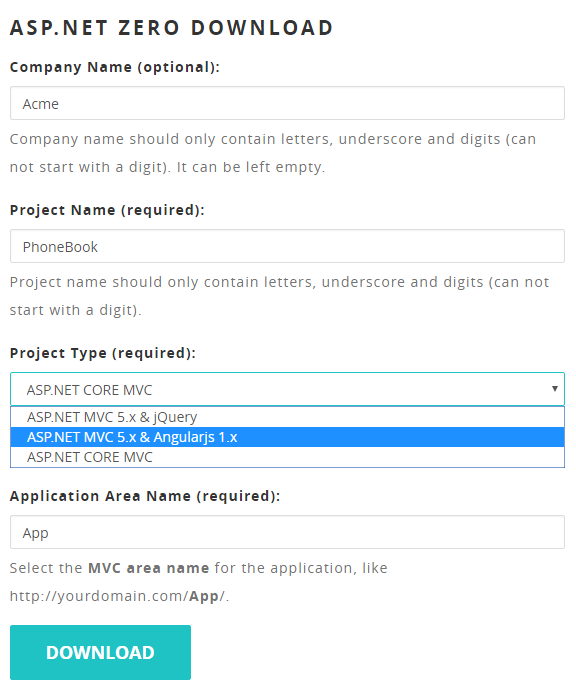 ASP.NET ZERO DOWNLOAD
Company Name (optional):
Acme
Company name should only contain letters, underscore and digits (can
not start with a digit). It can be left empty.
Project Name (required):
PhoneBook
Project name should only contain letters, underscore and digits (can not
start with a digit).
Project Type (required):
ASP.NET CORE MVC
ASP.NET MVC 5.x & jQuery
ASP.NET MVC 5.x & Angularjs 1.x
ASP.NET CORE MVC
Application Area Name (required):
App
Select the MVC area name for the application, like
http://yourdomain.com/App/.
DOWNLOAD